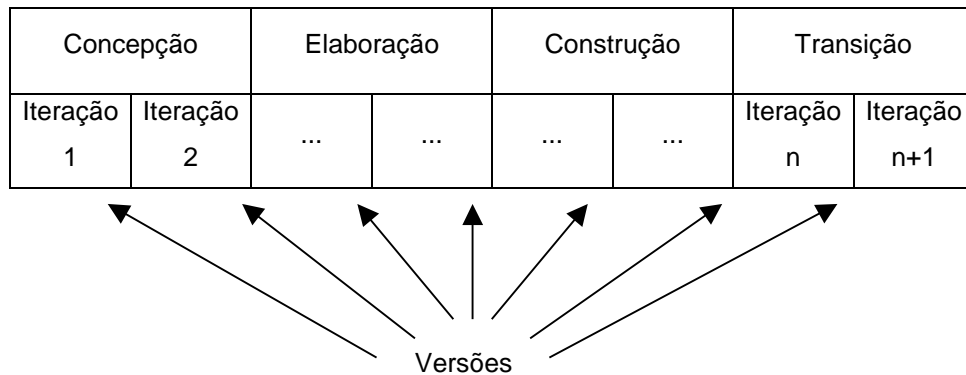 Concepção Elaboração Construção Transição
Iteração Iteração ... ... ... ... Iteração Iteração
1 2 n n+1
Versões